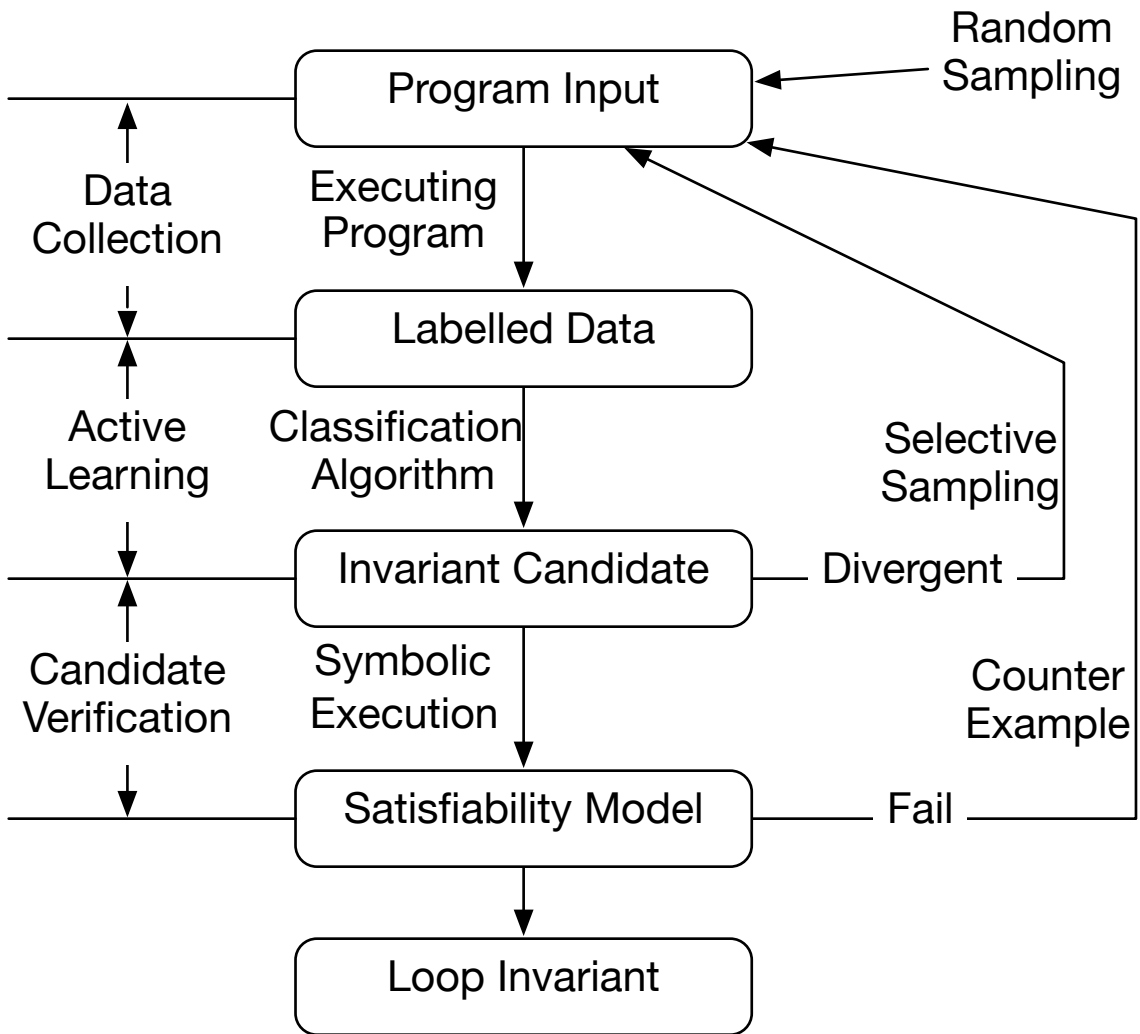 Random
Sampling
Program Input
Data
Collection
Executing
Program
Labelled Data
Active
Learning
Classification
Algorithm
Selective
Sampling
Invariant Candidate
Divergent
Candidate
Verification
Symbolic
Execution
Counter
Example
Satisfiability Model
Fail
Loop Invariant